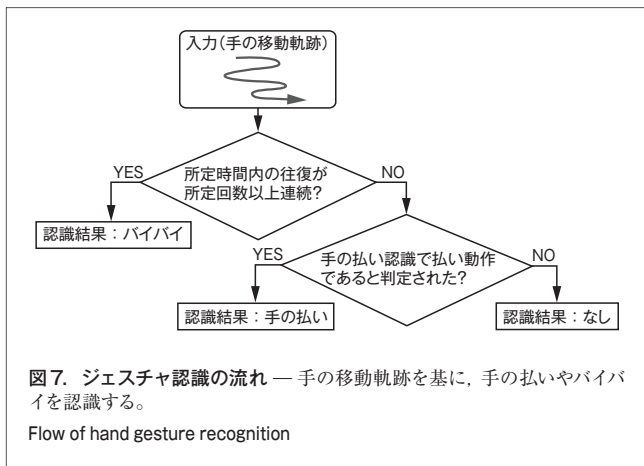 入力(手の移動軌跡)
YES
所定時間内の往復が
所定回数以上連続?
NO
認識結果:バイバイ
YES
手の払い認識で払い動作
であると判定された?
NO
認識結果:手の払い
認識結果:なし
図7. ジェスチャ認識の流れ — 手の移動軌跡を基に,手の払いやバイバ
イを認識する。
Flow of hand gesture recognition